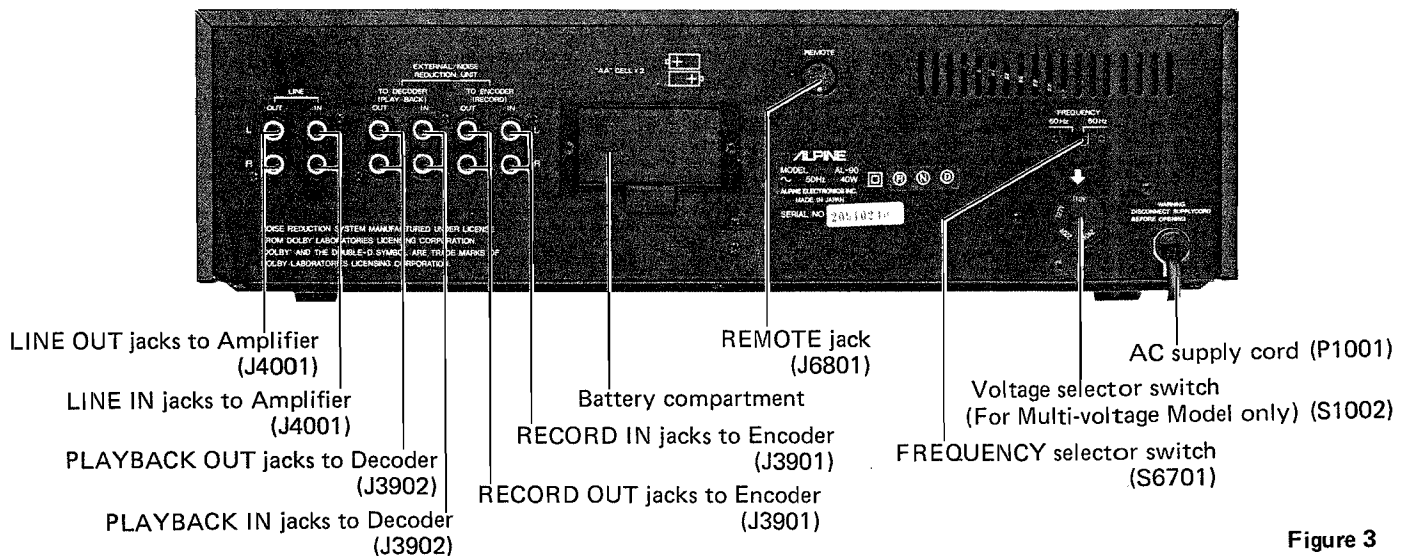 REMOTE
"AA" CELL×2
EXTERNAL/NOISE
REDUCTION UNIT
LINE
TO DECODER
(PLAY BACK)
TO ENCODER
(RECORD)
OUT IN OUT IN OUT IN
L L
R R
FREQUENCY
50Hz 60Hz
ALPINE
MODEL AL-90
~ 50Hz 40W
ALPINE ELECTRONICS INC.
MADE IN JAPAN
SERIAL NO
R N D
WARNING
DISCONNECT SUPPLYCORD
BEFORE OPENING
NOISE REDUCTION SYSTEM MANUFACTURED UNDER LICENSE
FROM DOLBY LABORATORIES LICENSING CORPORATION
DOLBY' AND THE DOUBLE-D SYMBOL ARE TRADE MARKS OF
DOLBY LABORATORIES LICENSING CORPORATION.
LINE OUT jacks to Amplifier
(J4001)
LINE IN jacks to Amplifier
(J4001)
PLAYBACK OUT jacks to Decoder
(J3902)
PLAYBACK IN jacks to Decoder
(J3902)
Battery compartment
RECORD IN jacks to Encoder
(J3901)
RECORD OUT jacks to Encoder
(J3901)
REMOTE jack
(J6801)
AC supply cord (P1001)
Voltage selector switch
(For Multi-voltage Model only) (S1002)
FREQUENCY selector switch
(S6701)
Figure 3